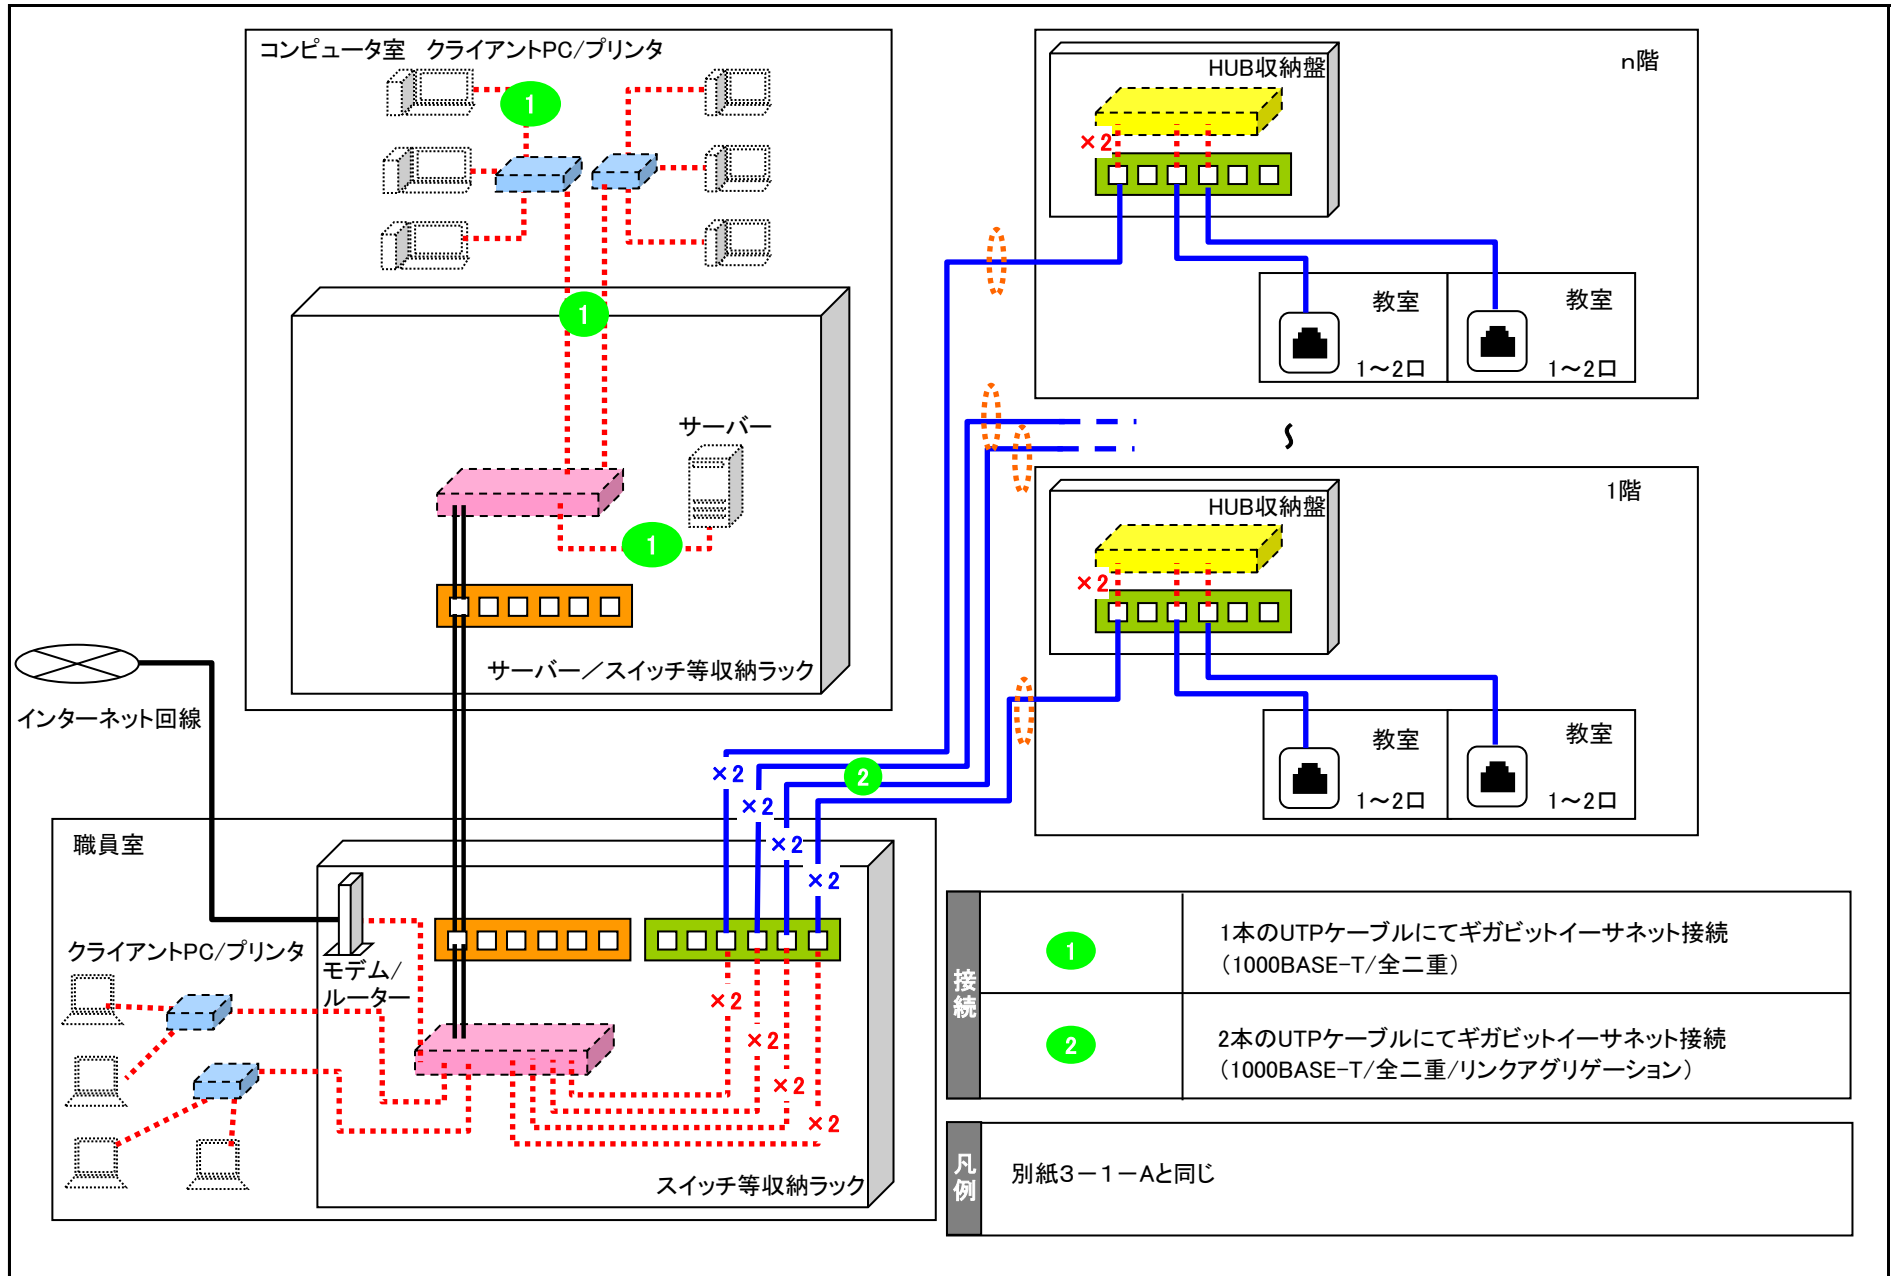 コンピュータ室 クライアントPC/プリンタ
1
1
サーバー
1
サーバー/スイッチ等収納ラック
インターネット回線
n階
HUB収納盤
×2
教室
1~2口
教室
1~2口
∽
1階
HUB収納盤
×2
教室
1~2口
教室
1~2口
×2
×2
×2
×2
2
職員室
クライアントPC/プリンタ
モデム/
ルーター
×2
×2
×2
×2
スイッチ等収納ラック
接続
1
1本のUTPケーブルにてギガビットイーサネット接続
(1000BASE-T/全二重)
2
2本のUTPケーブルにてギガビットイーサネット接続
(1000BASE-T/全二重/リンクアグリゲーション)
凡例
別紙3-1-Aと同じ